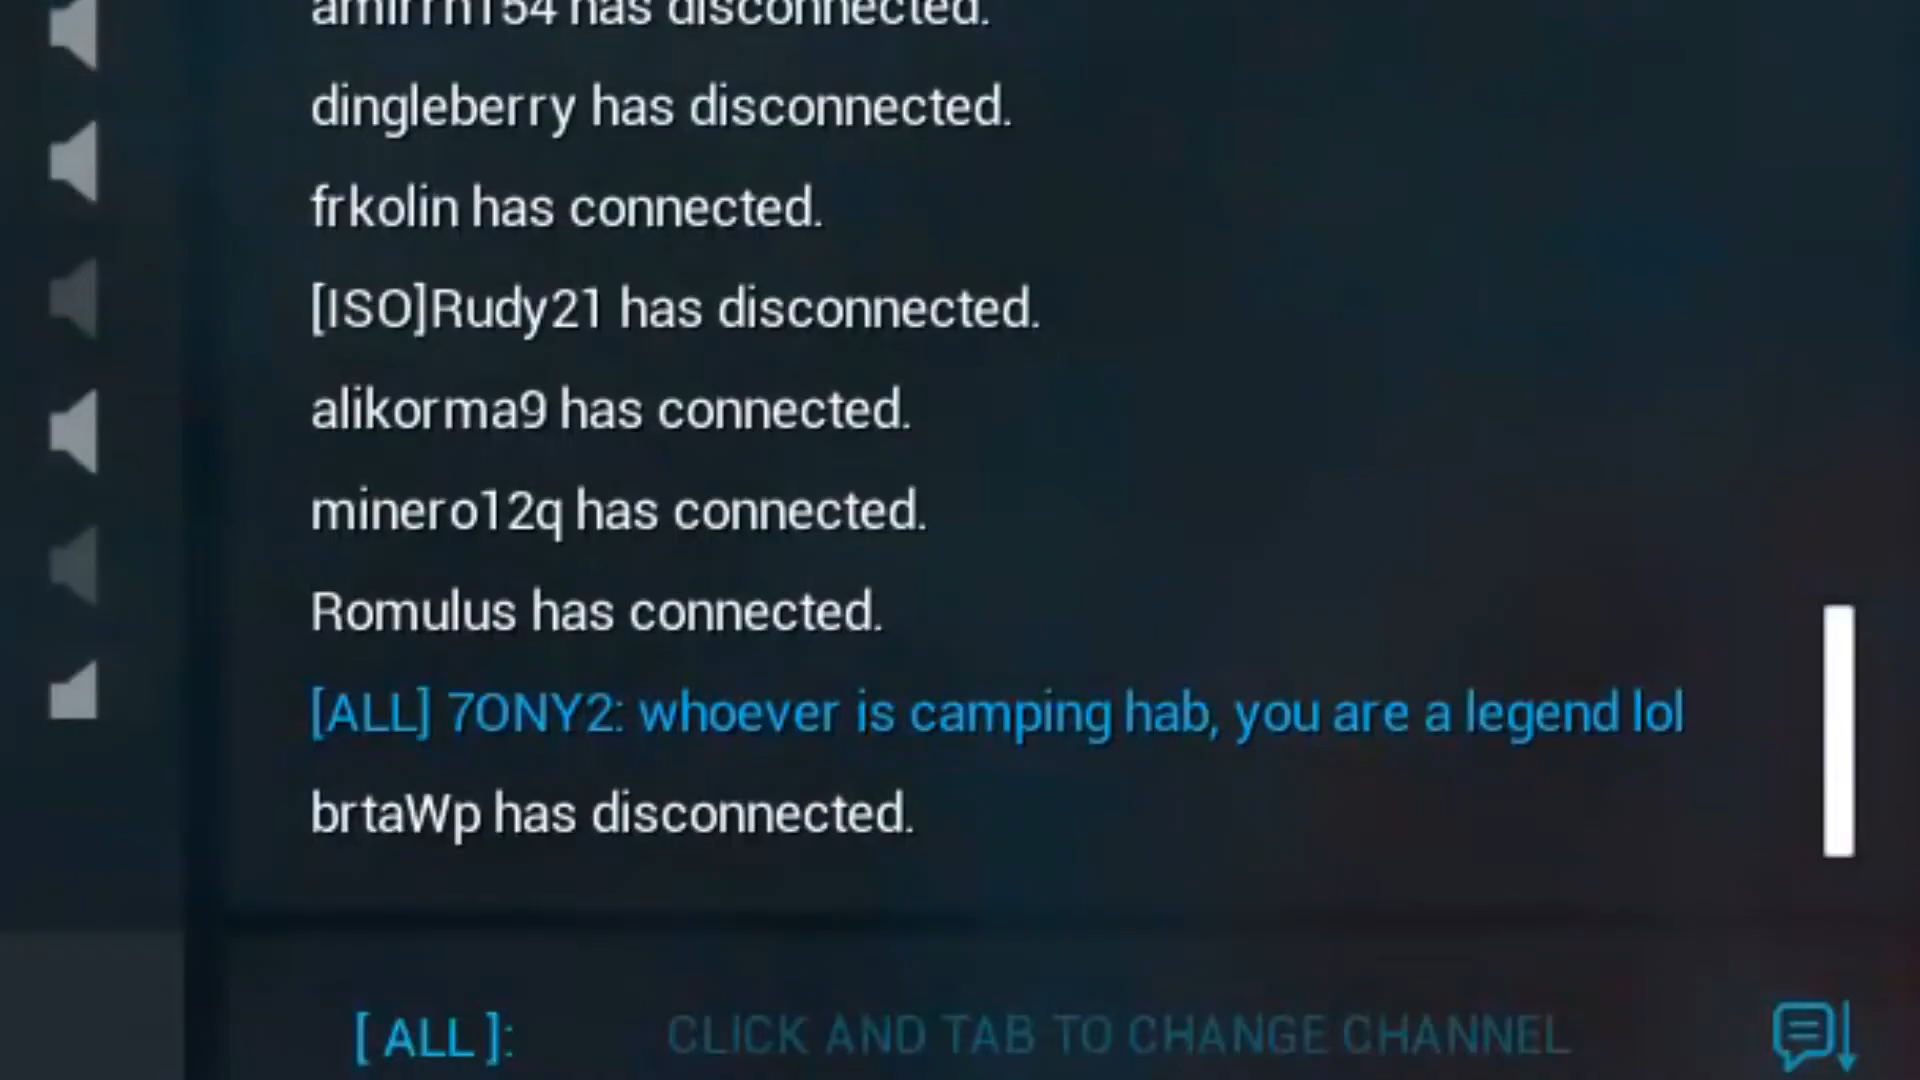 has disconnected.
dingleberry has disconnected.
frkolin has connected.
[ISO]Rudy21 has disconnected.
alikorma9 has connected.
minero12q has connected.
Romulus has connected.
[ALL] 7ONY2: whoever is camping hab, you are a legend lol
brtaWp has disconnected.
[ ALL ]: CLICK AND TAB TO CHANGE CHANNEL